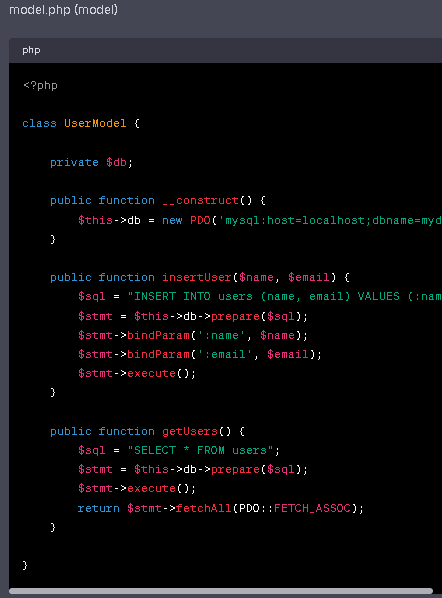 model.php (model)
php
<?php
class UserModel {
private $db;
public function __construct() {
$this->db = new PDO('mysql:host=localhost;dbname=myd
}
public function insertUser($name, $email) {
$sql = "INSERT INTO users (name, email) VALUES (:nam
$stmt = $this->db->prepare($sql);
$stmt->bindParam(':name', $name);
$stmt->bindParam(':email', $email);
$stmt->execute();
}
public function getUsers() {
$sql = "SELECT * FROM users";
$stmt = $this->db->prepare($sql);
$stmt->execute();
return $stmt->fetchAll(PDO::FETCH_ASSOC);
}
}